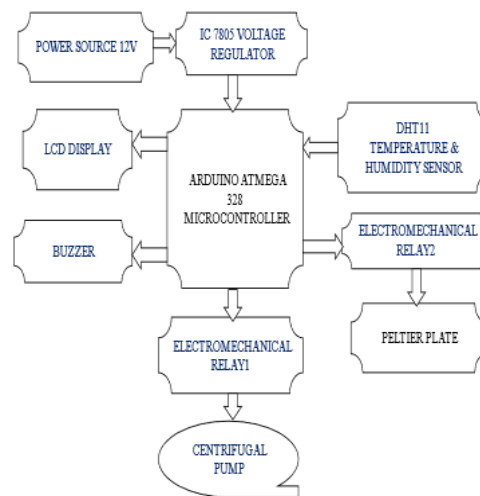 POWER SOURCE 12V
IC 7805 VOLTAGE
REGULATOR
LCD DISPLAY
ARDUINO ATMEGA
328
MICROCONTROLLER
DHT11
TEMPERATURE &
HUMIDITY SENSOR
BUZZER
ELECTROMECHANICAL
RELAY2
PELTIER PLATE
ELECTROMECHANICAL
RELAY1
CENTRIFUGAL
PUMP